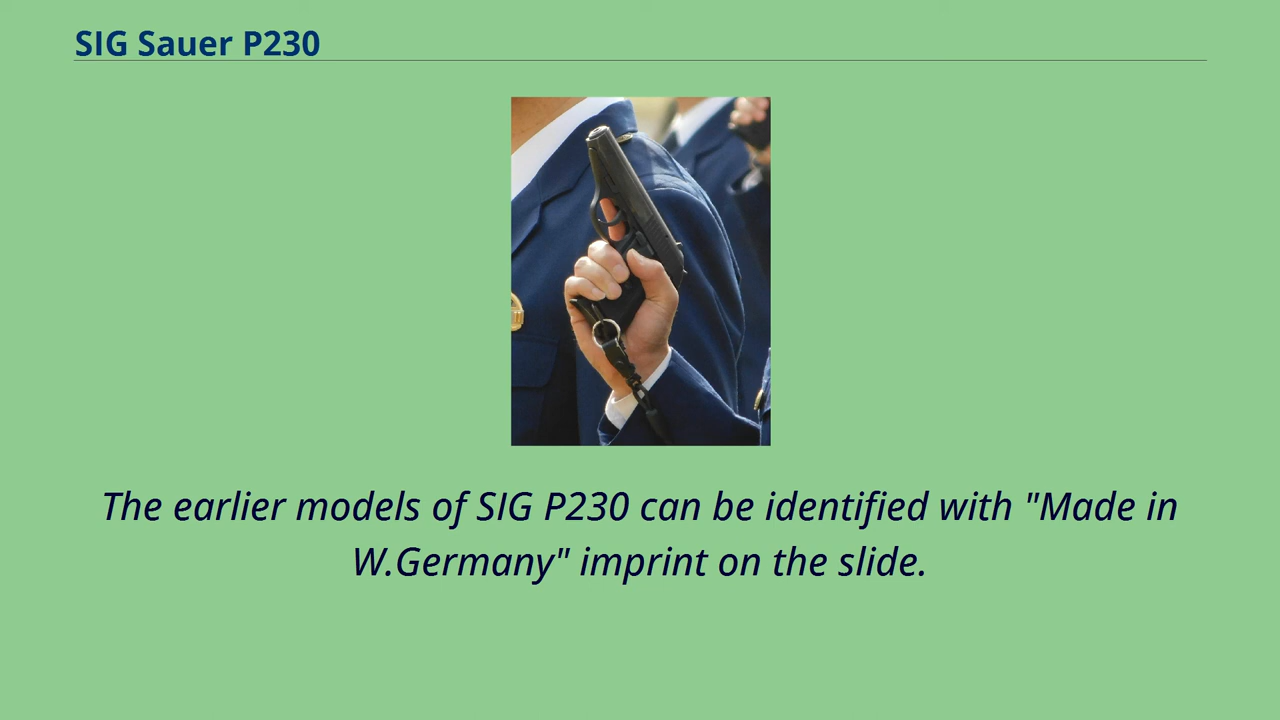 SIG Sauer P230
The earlier models of SIG P230 can be identified with "Made in
W.Germany" imprint on the slide.